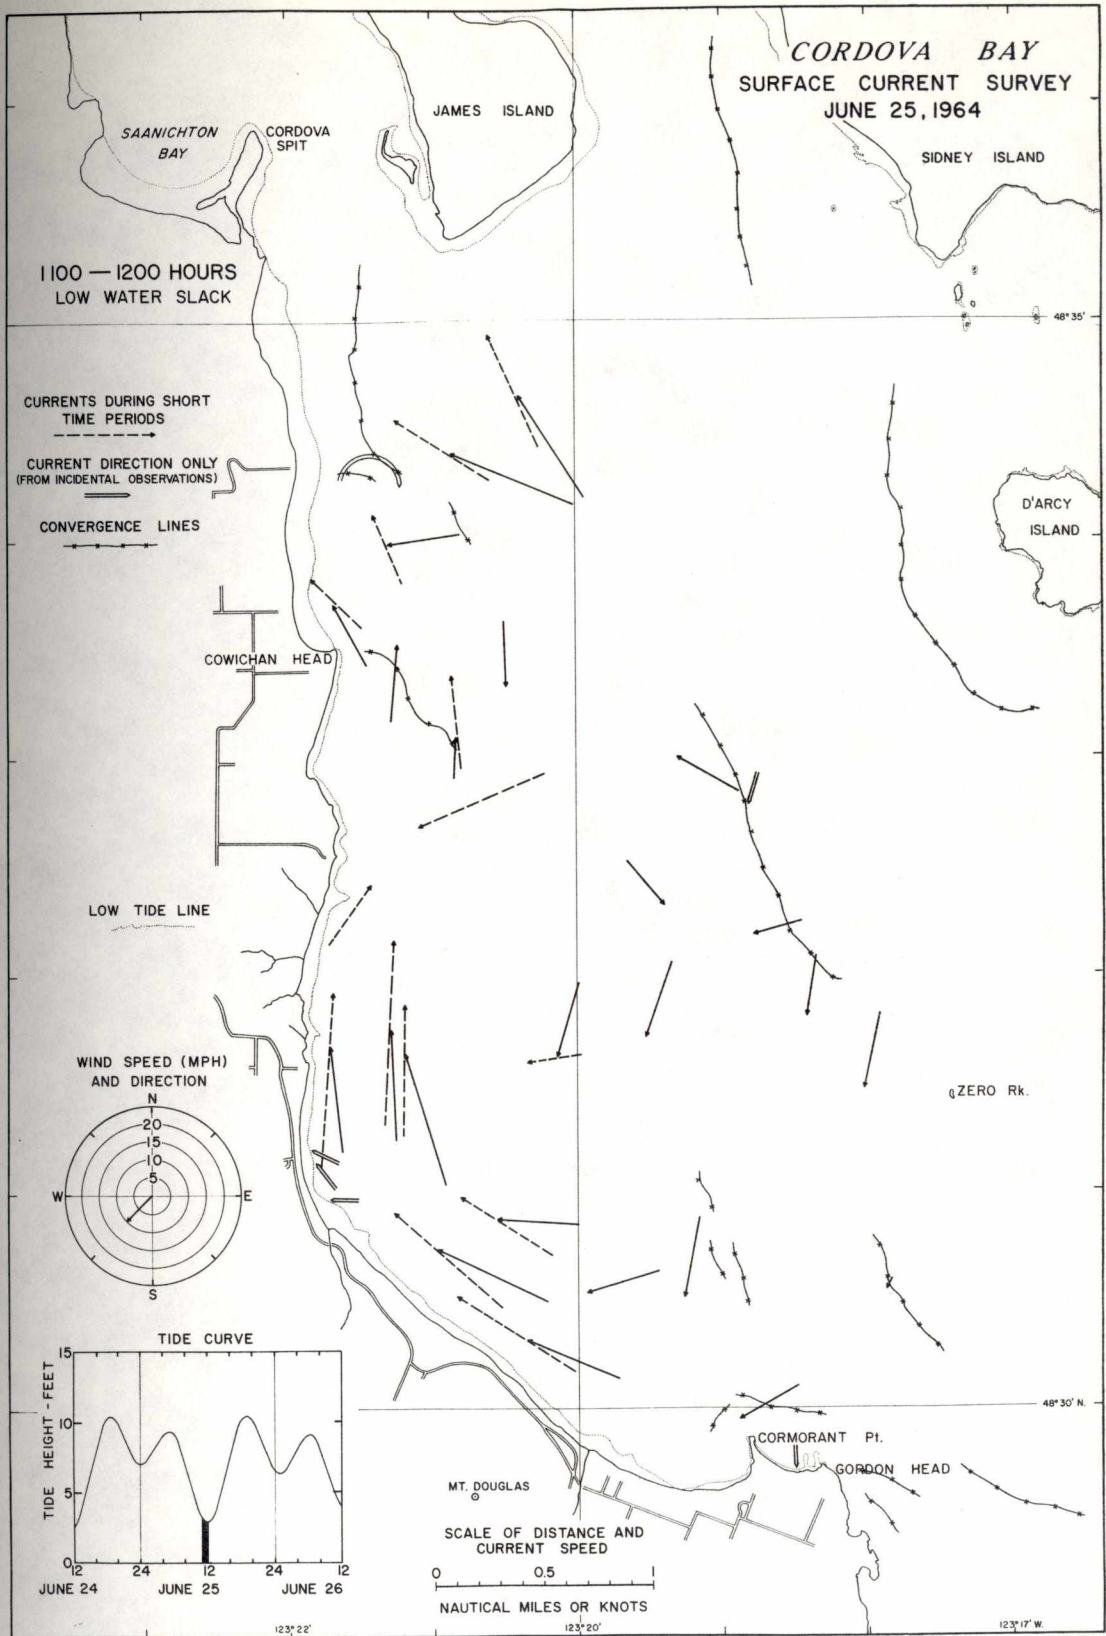 CORDOVA BAY
SURFACE CURRENT SURVEY
JUNE 25, 1964
JAMES ISLAND
SAANICHTON
BAY
CORDOVA
SPIT
SIDNEY ISLAND
1100 — 1200 HOURS
LOW WATER SLACK
48° 35'
CURRENTS DURING SHORT
TIME PERIODS
CURRENT DIRECTION ONLY
(FROM INCIDENTAL OBSERVATIONS)
CONVERGENCE LINES
D'ARCY
ISLAND
COWICHAN HEAD
LOW TIDE LINE
WIND SPEED (MPH)
AND DIRECTION
N
20
15
10
5
W
E
S
ZERO Rk.
TIDE CURVE
TIDE HEIGHT - FEET
15
10
5
0
12
24
12
24
12
JUNE 24
JUNE 25
JUNE 26
48° 30' N.
CORMORANT Pt.
GORDON HEAD
MT. DOUGLAS
SCALE OF DISTANCE AND
CURRENT SPEED
0
0.5
1
NAUTICAL MILES OR KNOTS
123° 22'
123° 20'
123° 17' W.